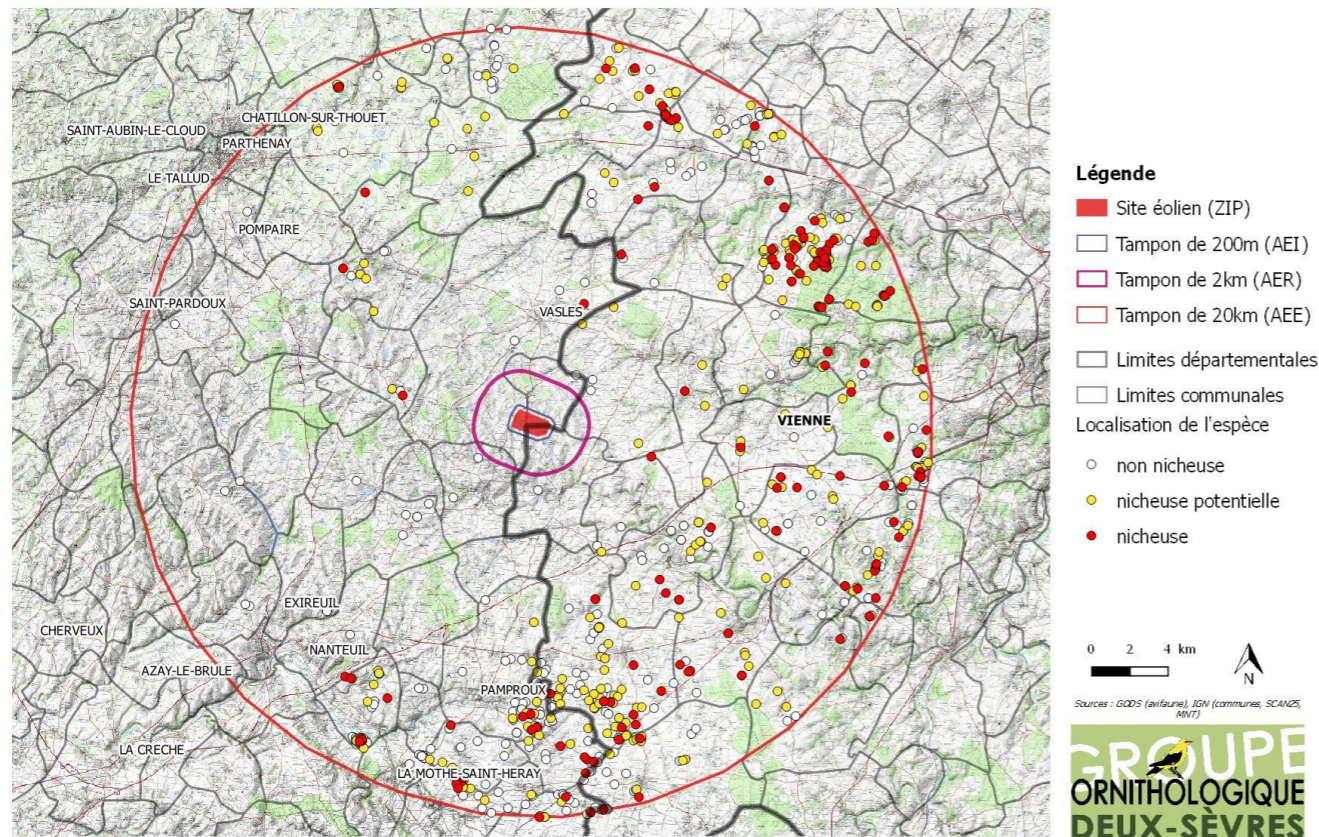 CHATILLON-SUR-THOUET
SAINT-AUBIN-LE-CLOUD
PARTHENAY
LE TALLUD
POMPAIRE
SAINT-PARDOUX
VASLES
VIENNE
EXIREUIL
CHERVEUX
NANTEUIL
AZAY-LE-BRULE
PAMPROUX
LA CRECHE
LA MOTHE-SAINT-HERAY
Légende
Site éolien (ZIP)
Tampon de 200m (AEI)
Tampon de 2km (AER)
Tampon de 20km (AEE)
Limites départementales
Limites communales
Localisation de l'espèce
non nicheuse
nicheuse potentielle
nicheuse
0 2 4 km
N
Sources : GODS (avifaune), IGN (communes, SCAN25,
MNT)
GROUPE
ORNITHOLOGIQUE
DEUX-SÈVRES